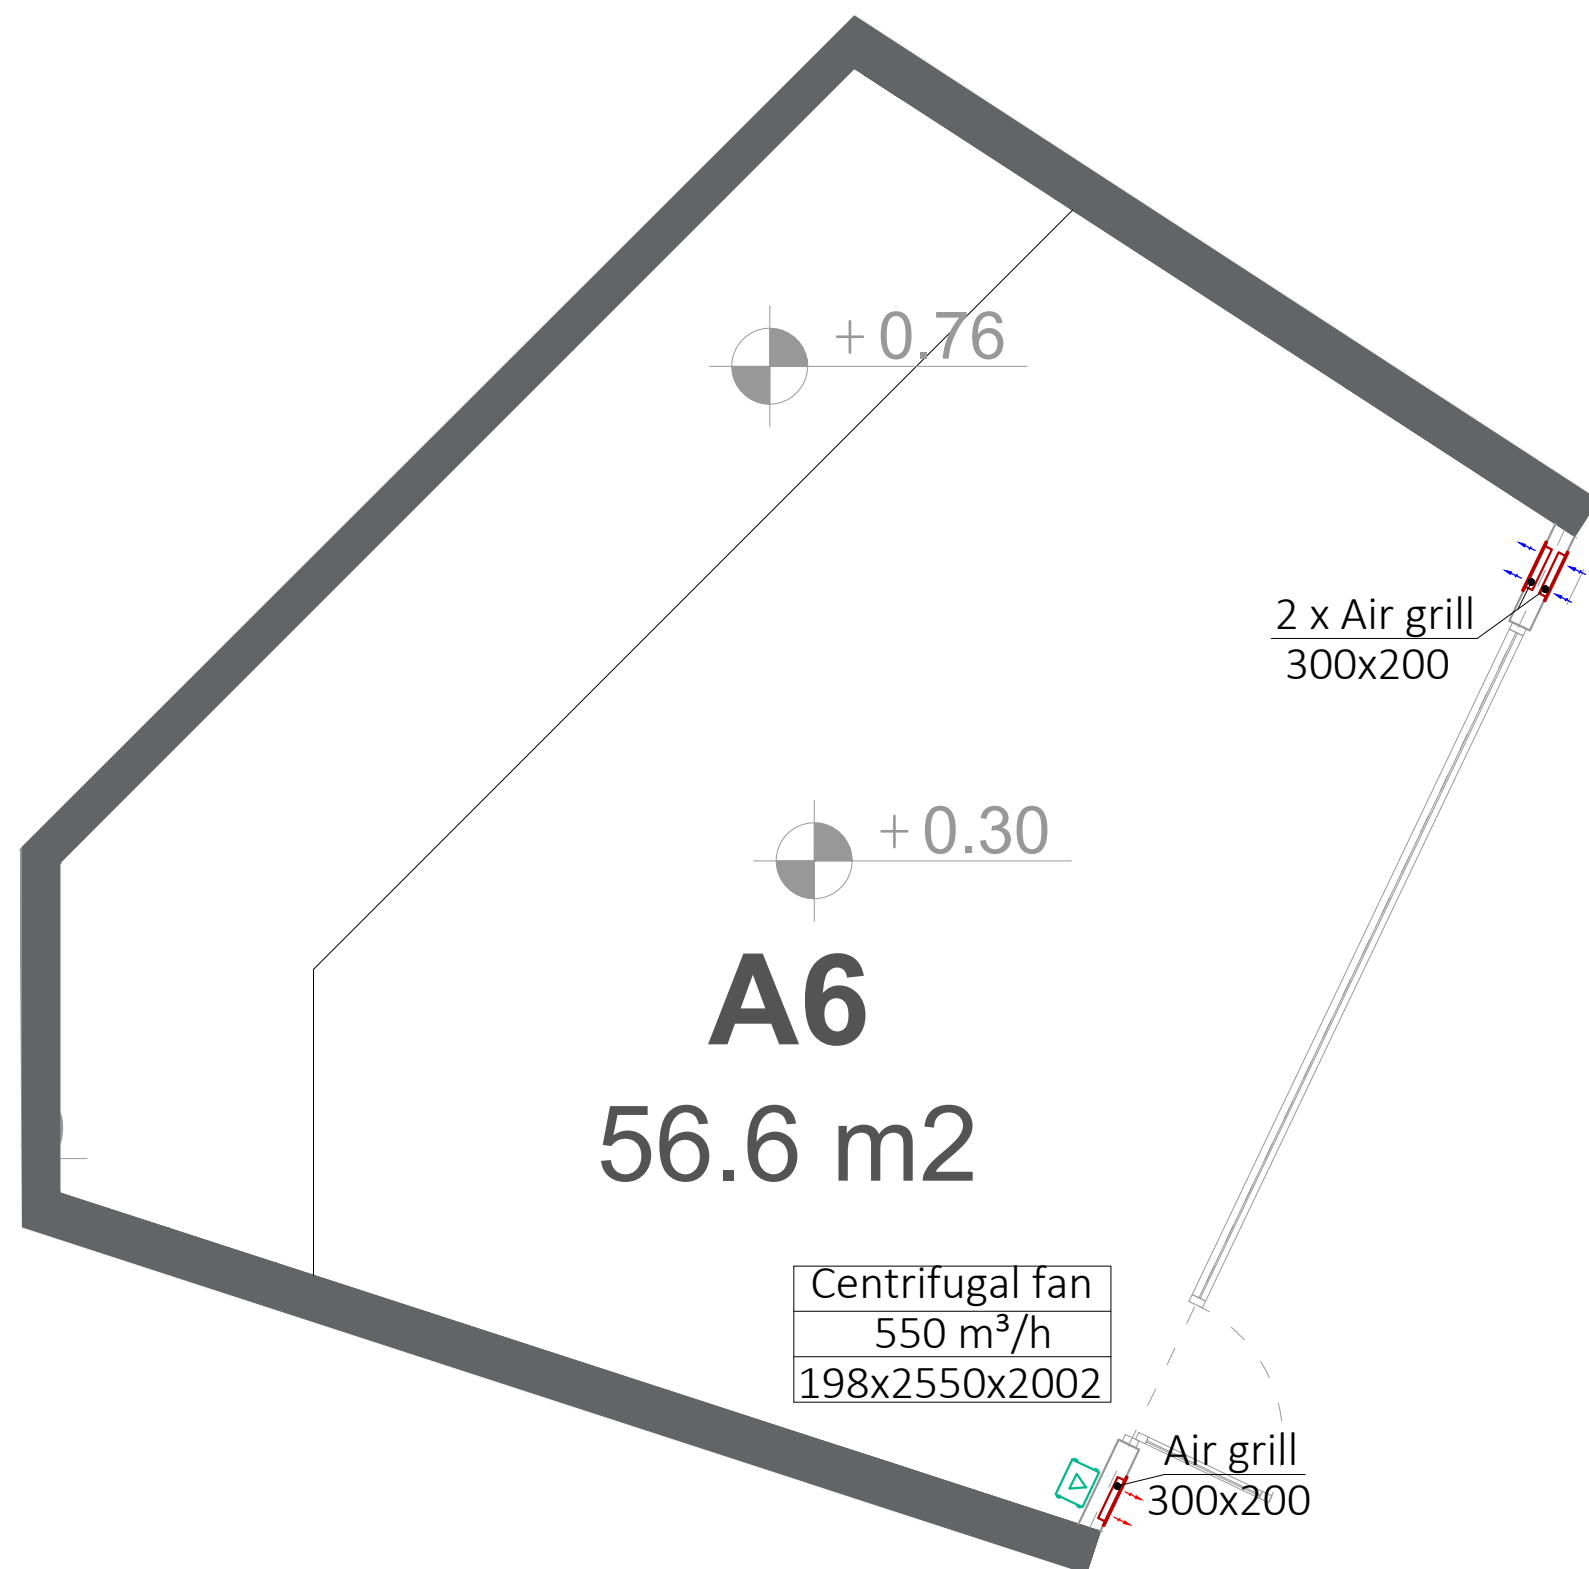 +0.76
2 x Air grill
300x200
+0.30
A6
56.6 m2
Centrifugal fan
550 m³/h
198x2550x2002
Air grill
300x200